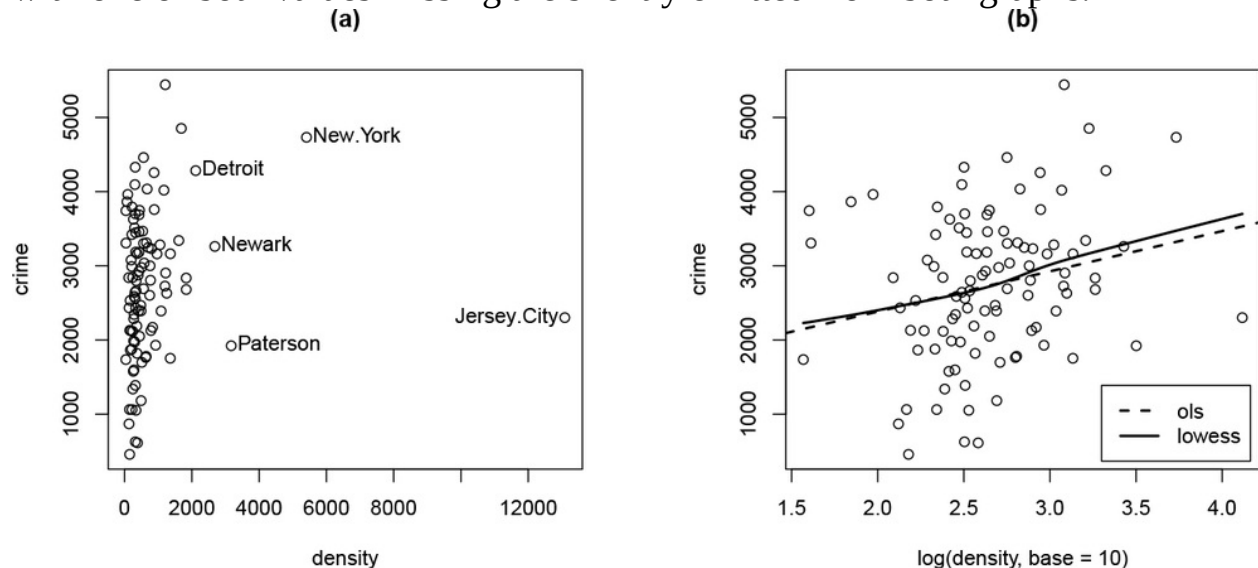 (a)
crime
5000
4000
3000
2000
1000
New.York
Detroit
Newark
Jersey.City
Paterson
0 2000 4000 6000 12000
density
(b)
crime
5000
4000
3000
2000
1000
ols
lowess
1.5 2.0 2.5 3.0 3.5 4.0
log(density, base = 10)